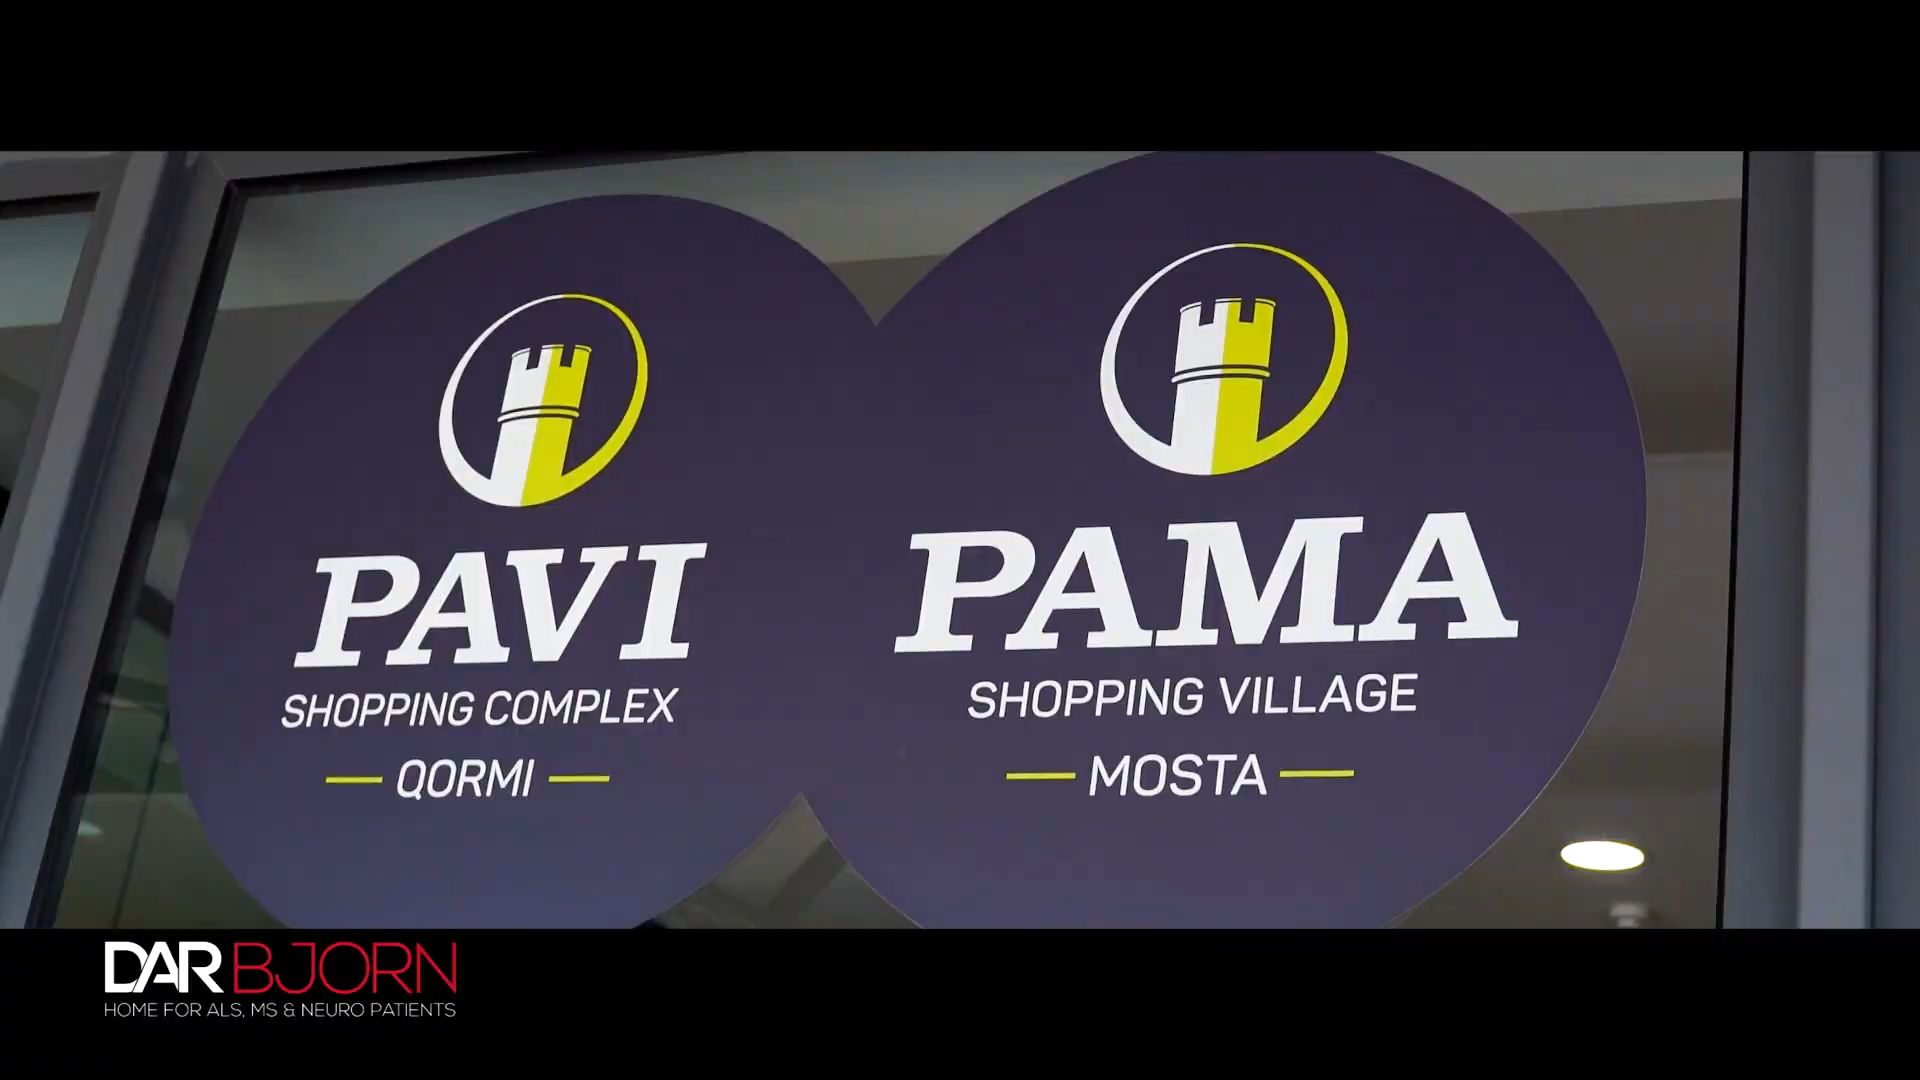 PAVI
SHOPPING COMPLEX
QORMI
PAMA
SHOPPING VILLAGE
MOSTA
DAR BJORN
HOME FOR ALS, MS & NEURO PATIENTS